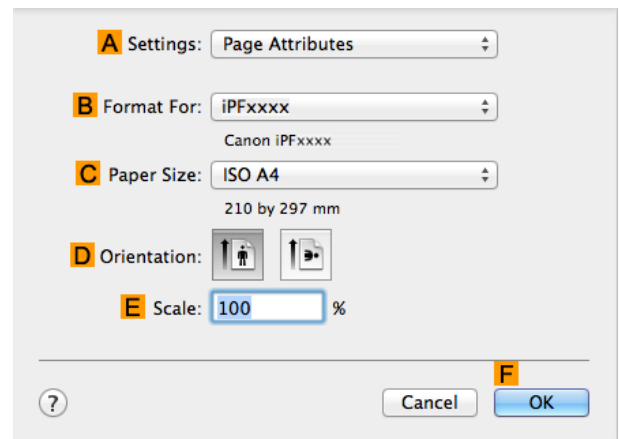 A Settings: Page Attributes
B Format For: iPFxxxx
Canon iPFxxxx
C Paper Size: ISO A4
210 by 297 mm
D Orientation:
E Scale: 100 %
F
? Cancel OK